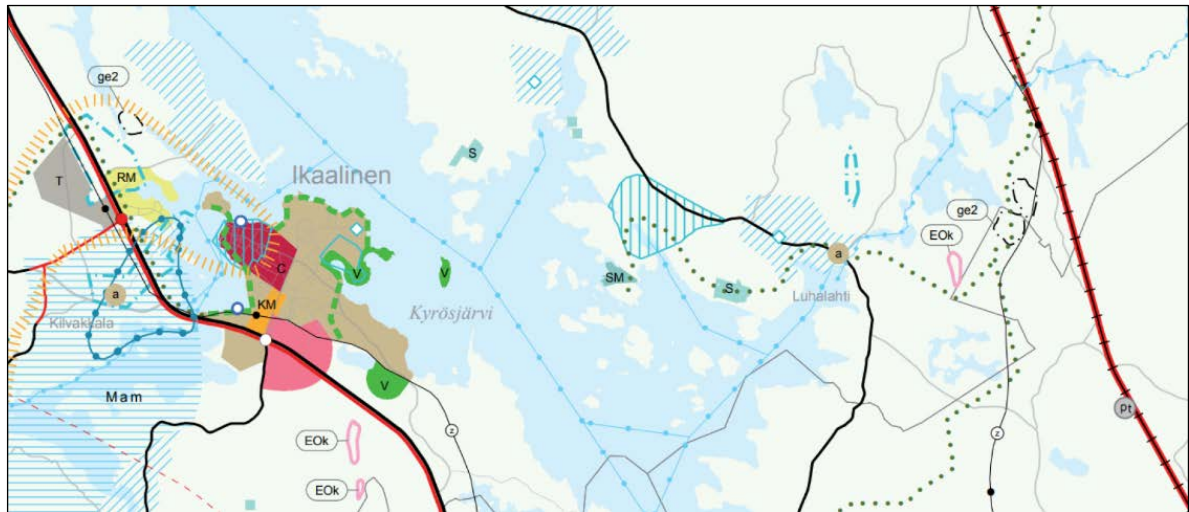 ge2
T
RM
Ikaalinen
S
ge2
EOk
C
V
V
a
SM
S
a
Luhalahti
KM
Kyrösjärvi
Kilvakkala
Mam
V
Pt
z
z
EOk
EOk